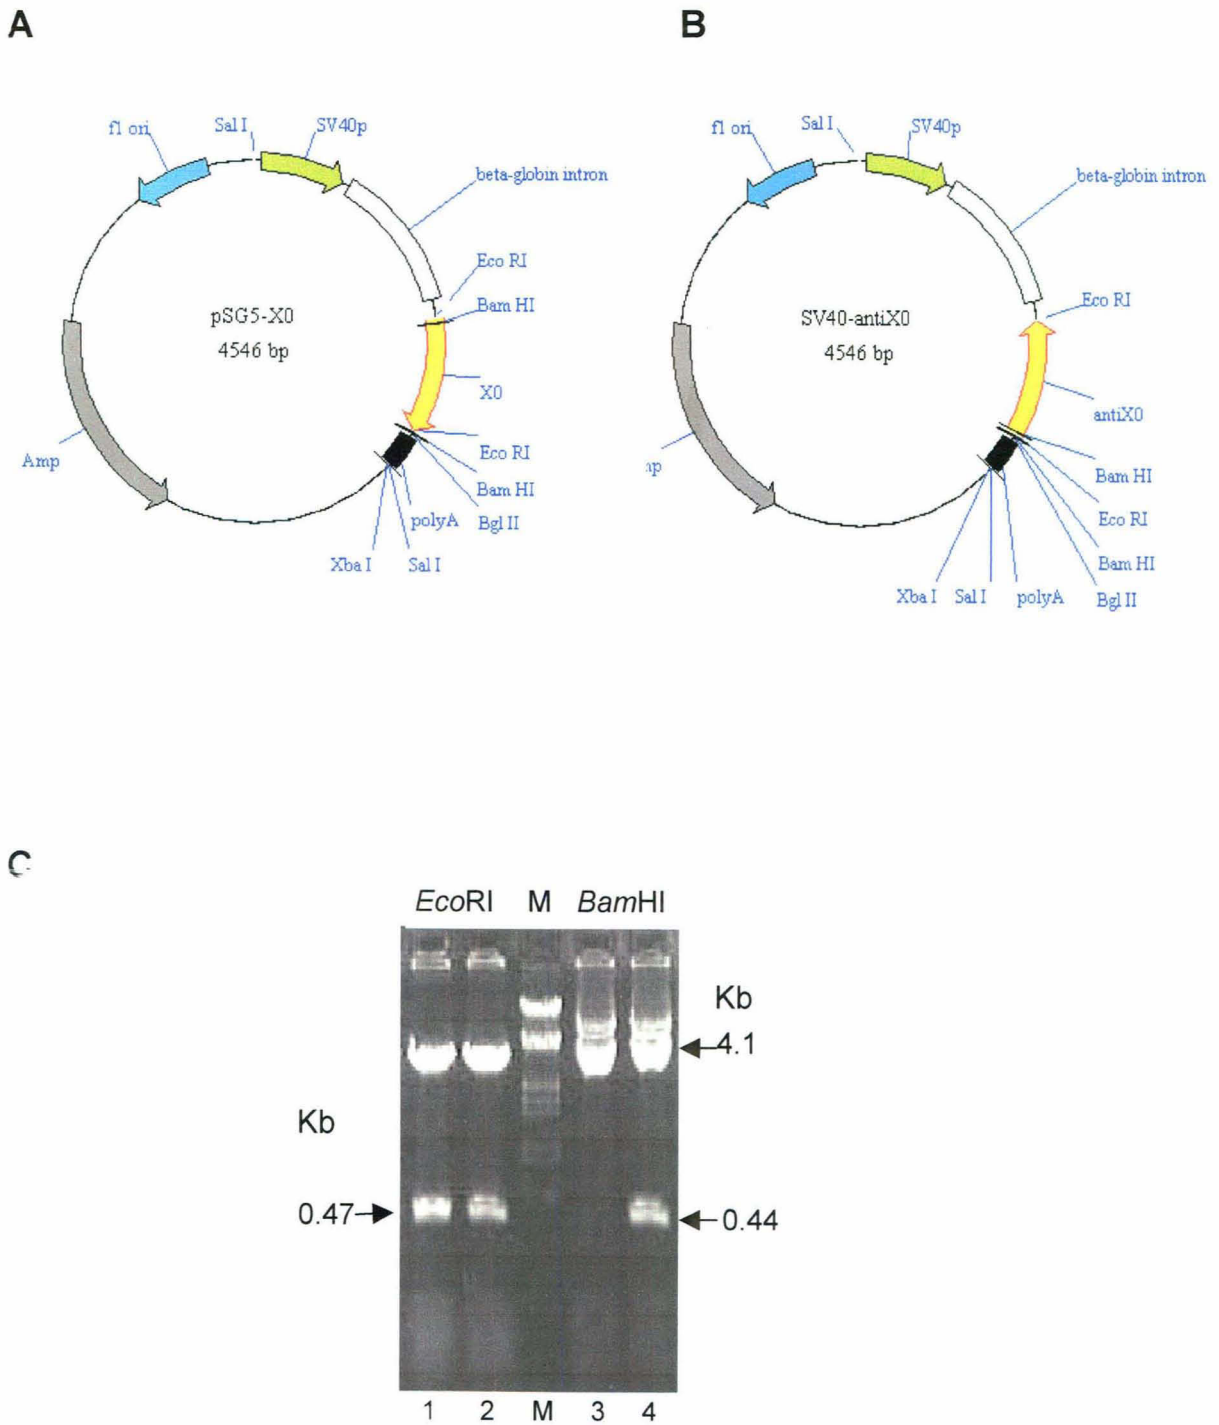 A
f1 ori
Sal I
SV40p
beta-globin intron
Eco RI
Bam HI
pSG5-X0
4546 bp
X0
Eco RI
Bam HI
Bgl II
polyA
Sal I
Xba I
Amp
B
f1 ori
Sal I
SV40p
beta-globin intron
Eco RI
SV40-antiX0
4546 bp
antiX0
Bam HI
Eco RI
Bam HI
Bgl II
polyA
Sal I
Xba I
C
EcoRI M BamHI
Kb
4.1
Kb
0.47
0.44
1 2 M 3 4